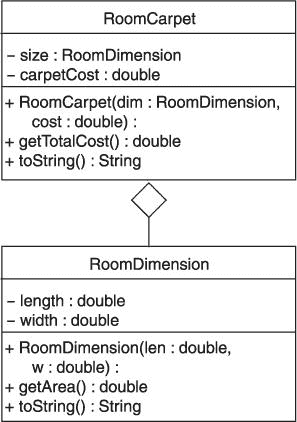 RoomCarpet
– size : RoomDimension
– carpetCost : double
+ RoomCarpet(dim : RoomDimension,
cost : double) :
+ getTotalCost() : double
+ toString() : String
RoomDimension
– length : double
– width : double
+ RoomDimension(len : double,
w : double) :
+ getArea() : double
+ toString() : String